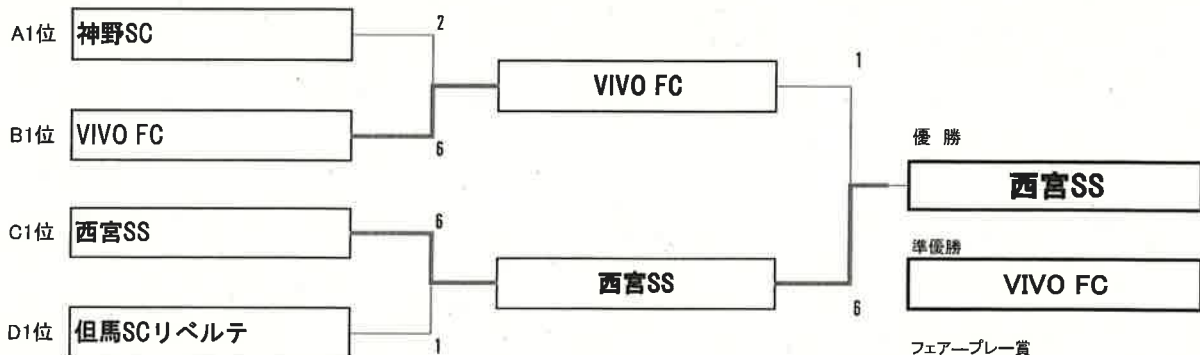 A1位 神野SC
2
B1位 VIVO FC
6
C1位 西宮SS
6
D1位 但馬SCリベルテ
1
VIVO FC
1
西宮SS
6
優 勝
西宮SS
準優勝
VIVO FC
フェアープレー賞